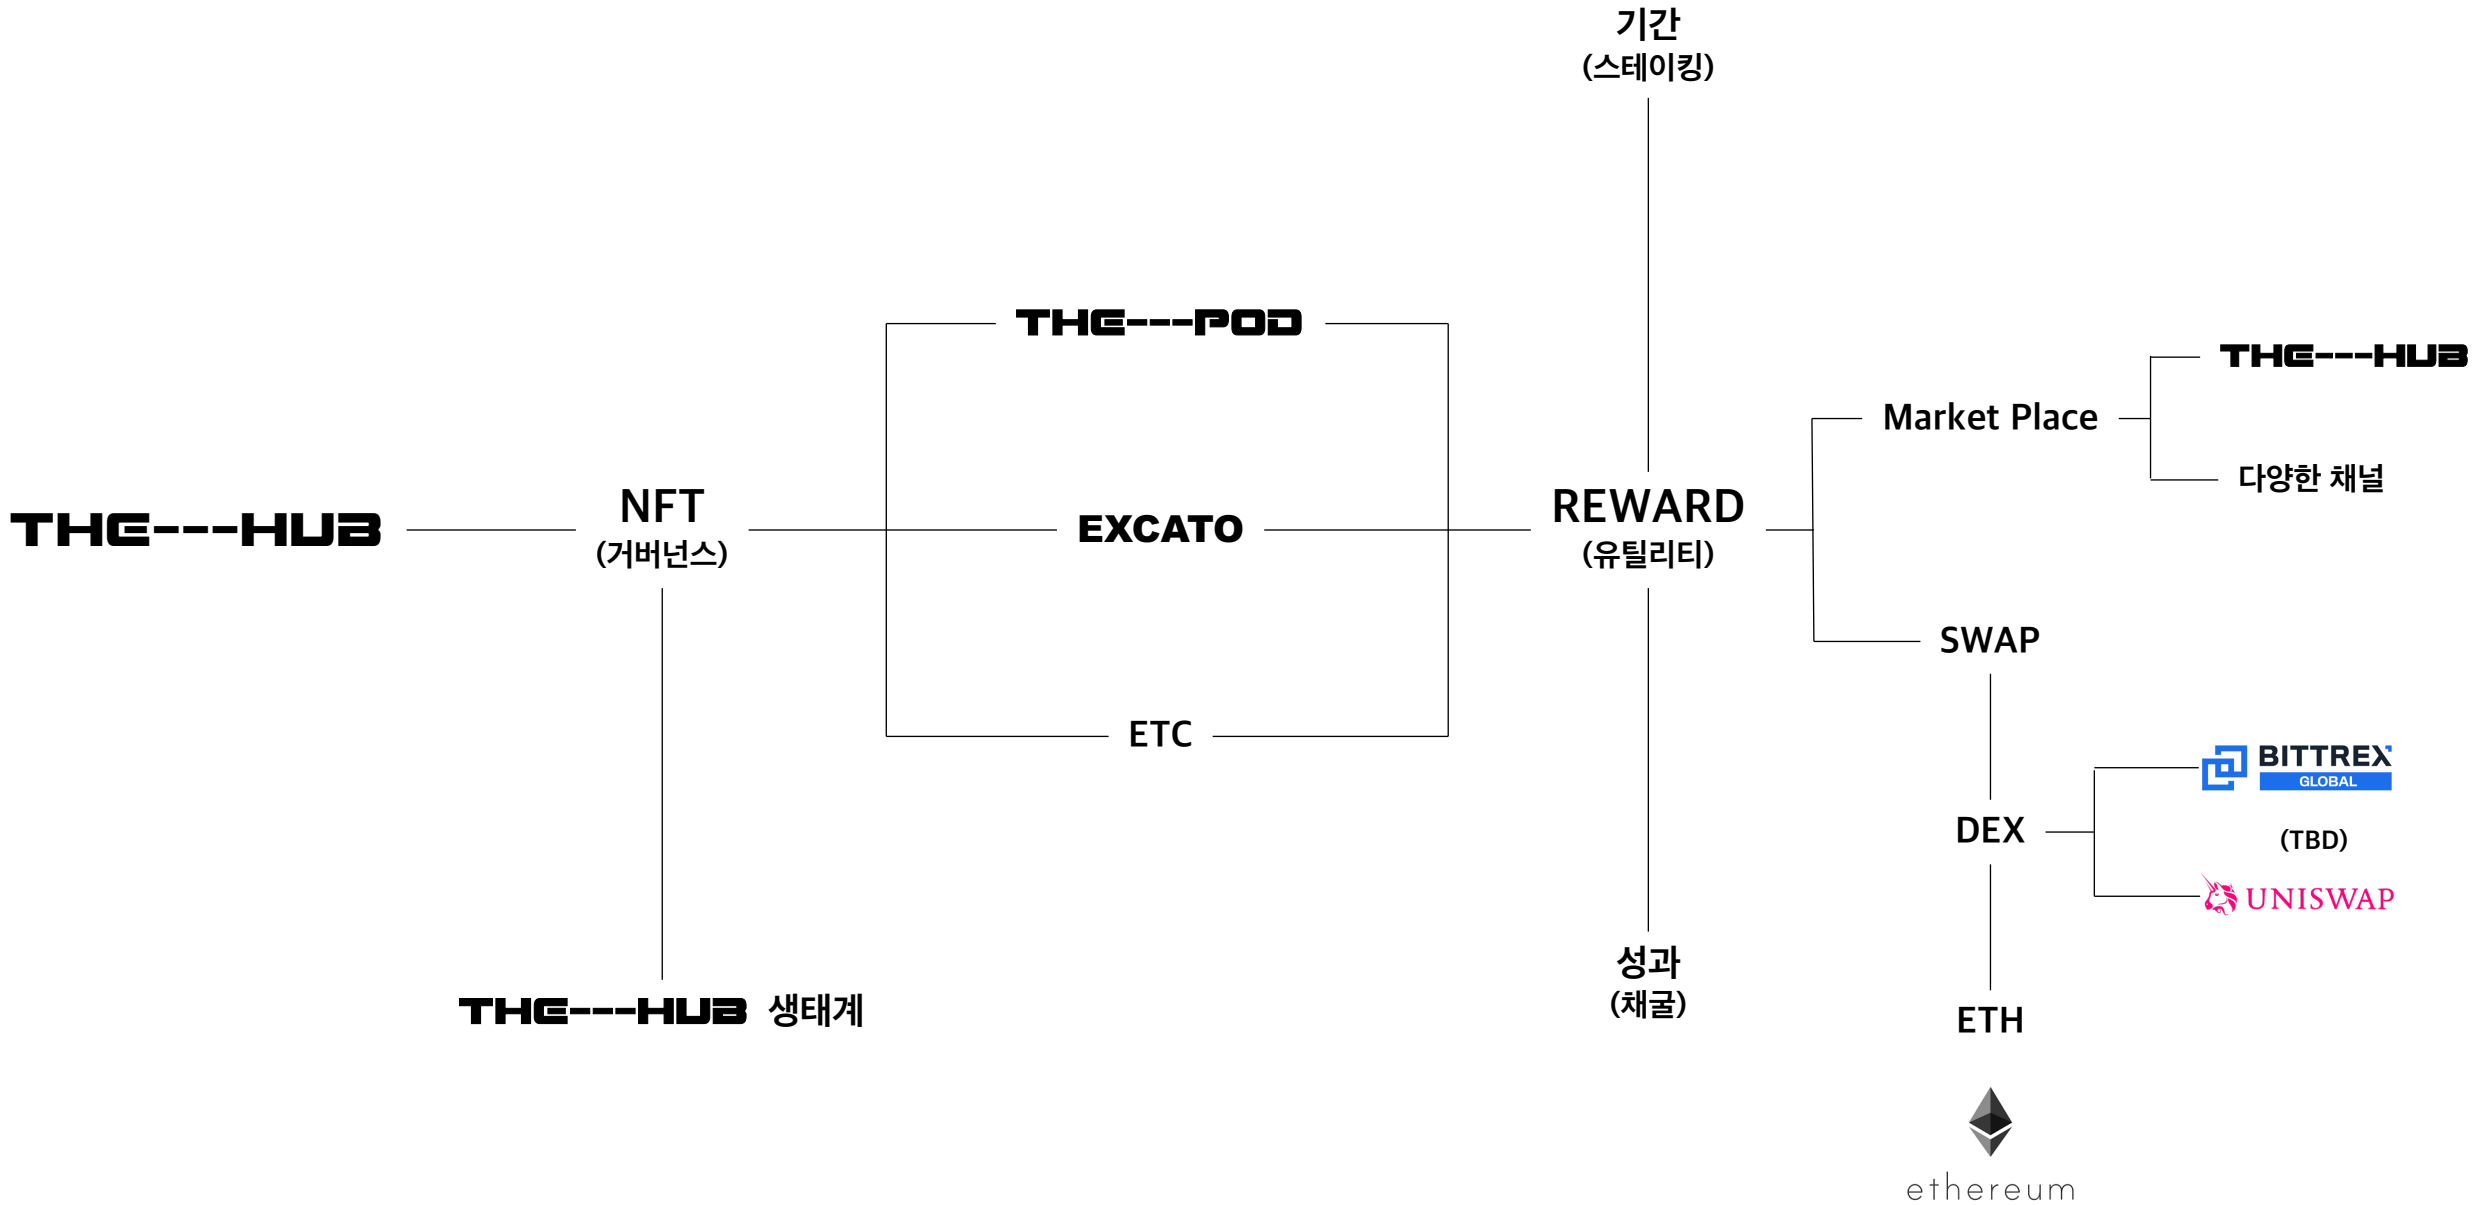 기간
(스테이킹)
THE---POD
THE---HUB
Market Place
다양한 채널
THE---HUB
NFT
(거버넌스)
EXCATO
REWARD
(유틸리티)
SWAP
ETC
BITTREX
GLOBAL
DEX
(TBD)
UNISWAP
성과
(채굴)
THE---HUB 생태계
ETH
ethereum